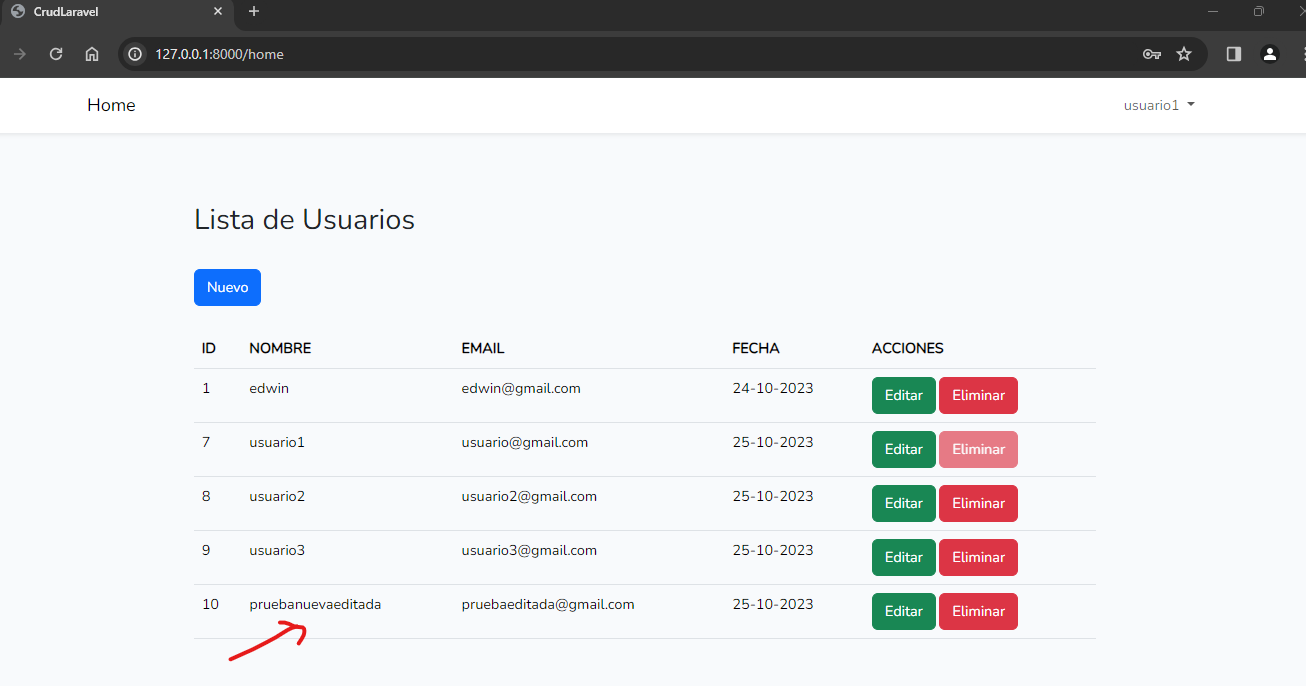 CrudLaravel
127.0.0.1:8000/home
Home usuario1
Lista de Usuarios
Nuevo
ID NOMBRE EMAIL FECHA ACCIONES
1 edwin edwin@gmail.com 24-10-2023 Editar Eliminar
7 usuario1 usuario@gmail.com 25-10-2023 Editar Eliminar
8 usuario2 usuario2@gmail.com 25-10-2023 Editar Eliminar
9 usuario3 usuario3@gmail.com 25-10-2023 Editar Eliminar
10 pruebanuevaeditada pruebaeditada@gmail.com 25-10-2023 Editar Eliminar